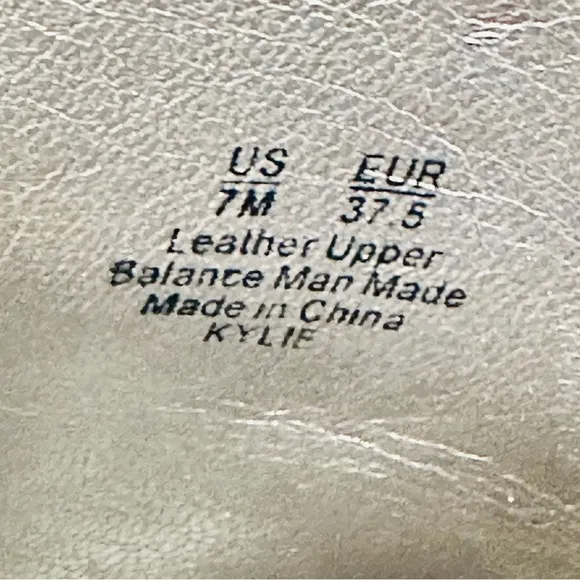 US EUR
7M 37.5
Leather Upper
Balance Man Made
Made in China
KYLIE